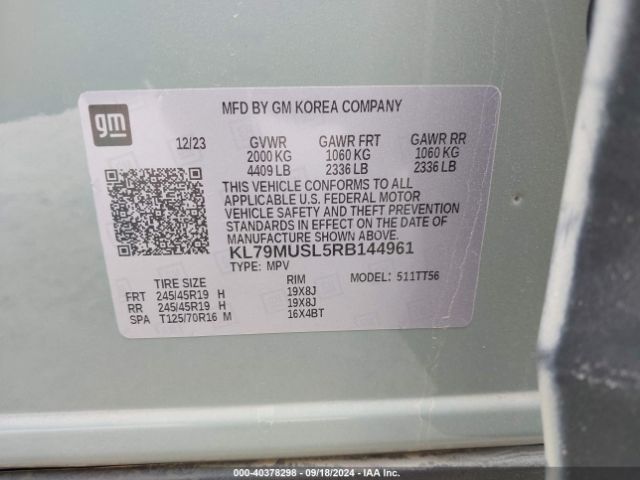 gm
MFD BY GM KOREA COMPANY
12/23 GVWR GAWR FRT GAWR RR
2000 KG 1060 KG 1060 KG
4409 LB 2336 LB 2336 LB
THIS VEHICLE CONFORMS TO ALL
APPLICABLE U.S. FEDERAL MOTOR
VEHICLE SAFETY AND THEFT PREVENTION
STANDARDS IN EFFECT ON THE DATE OF
MANUFACTURE SHOWN ABOVE.
KL79MUSL5RB144961
TYPE: MPV MODEL: 511TT56
TIRE SIZE RIM
FRT 245/45R19 H 19X8J
RR 245/45R19 H 19X8J
SPA T125/70R16 M 16X4BT
000-40378298 - 09/18/2024 - IAA Inc.